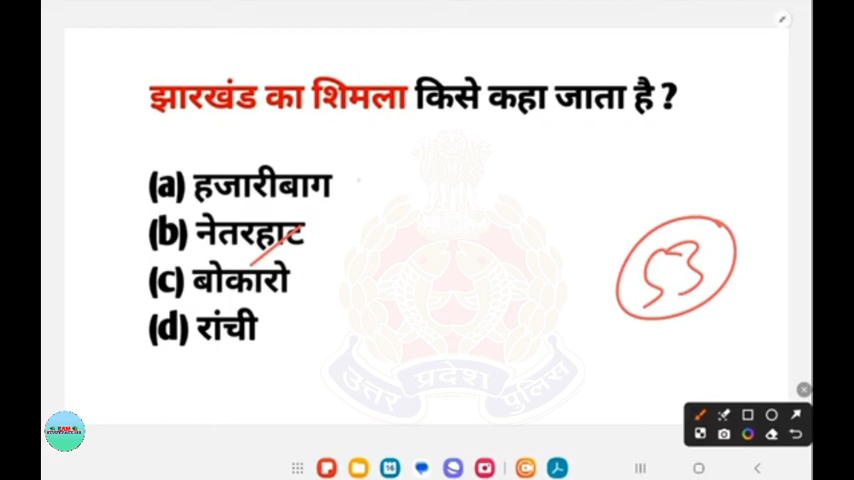 झारखंड का शिमला किसे कहा जाता है ?
(a) हजारीबाग
(b) नेतरहाट
(c) बोकारो
(d) रांची
उत्तर प्रदेश पुलिस